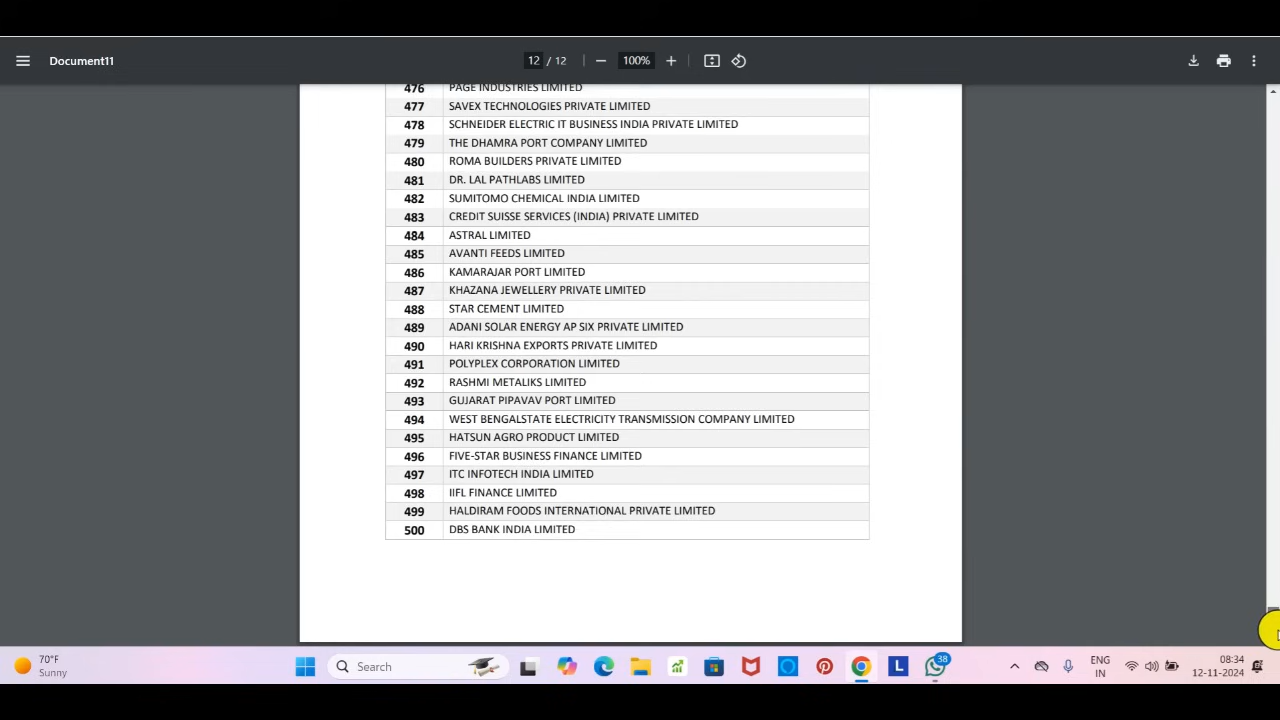 Document11
12 / 12
100%
476 PAGE INDUSTRIES LIMITED
477 SAVEX TECHNOLOGIES PRIVATE LIMITED
478 SCHNEIDER ELECTRIC IT BUSINESS INDIA PRIVATE LIMITED
479 THE DHAMRA PORT COMPANY LIMITED
480 ROMA BUILDERS PRIVATE LIMITED
481 DR. LAL PATHLABS LIMITED
482 SUMITOMO CHEMICAL INDIA LIMITED
483 CREDIT SUISSE SERVICES (INDIA) PRIVATE LIMITED
484 ASTRAL LIMITED
485 AVANTI FEEDS LIMITED
486 KAMARAJAR PORT LIMITED
487 KHAZANA JEWELLERY PRIVATE LIMITED
488 STAR CEMENT LIMITED
489 ADANI SOLAR ENERGY AP SIX PRIVATE LIMITED
490 HARI KRISHNA EXPORTS PRIVATE LIMITED
491 POLYPLEX CORPORATION LIMITED
492 RASHMI METALIKS LIMITED
493 GUJARAT PIPAVAV PORT LIMITED
494 WEST BENGALSTATE ELECTRICITY TRANSMISSION COMPANY LIMITED
495 HATSUN AGRO PRODUCT LIMITED
496 FIVE-STAR BUSINESS FINANCE LIMITED
497 ITC INFOTECH INDIA LIMITED
498 IIFL FINANCE LIMITED
499 HALDIRAM FOODS INTERNATIONAL PRIVATE LIMITED
500 DBS BANK INDIA LIMITED
70°F
Sunny
Search
L
38
ENG
IN
08:34
12-11-2024